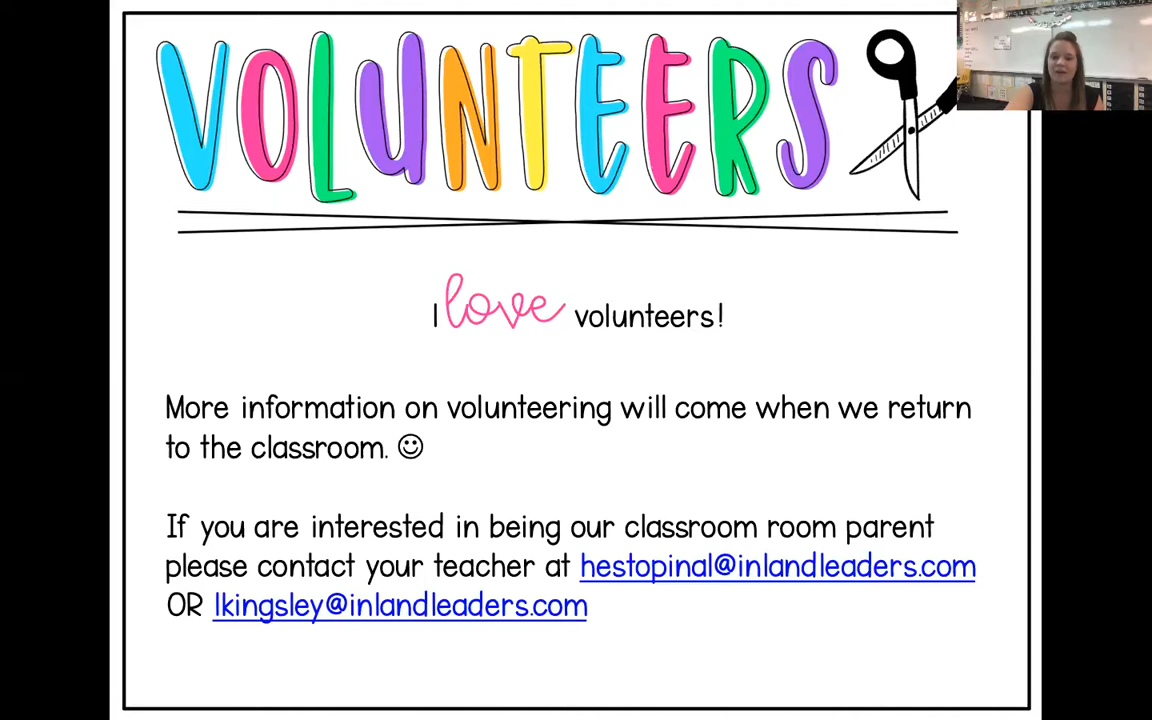 VOLUNTEERS
I love volunteers!
More information on volunteering will come when we return
to the classroom. ☺
If you are interested in being our classroom room parent
please contact your teacher at hestopinal@inlandleaders.com
OR lkingsley@inlandleaders.com